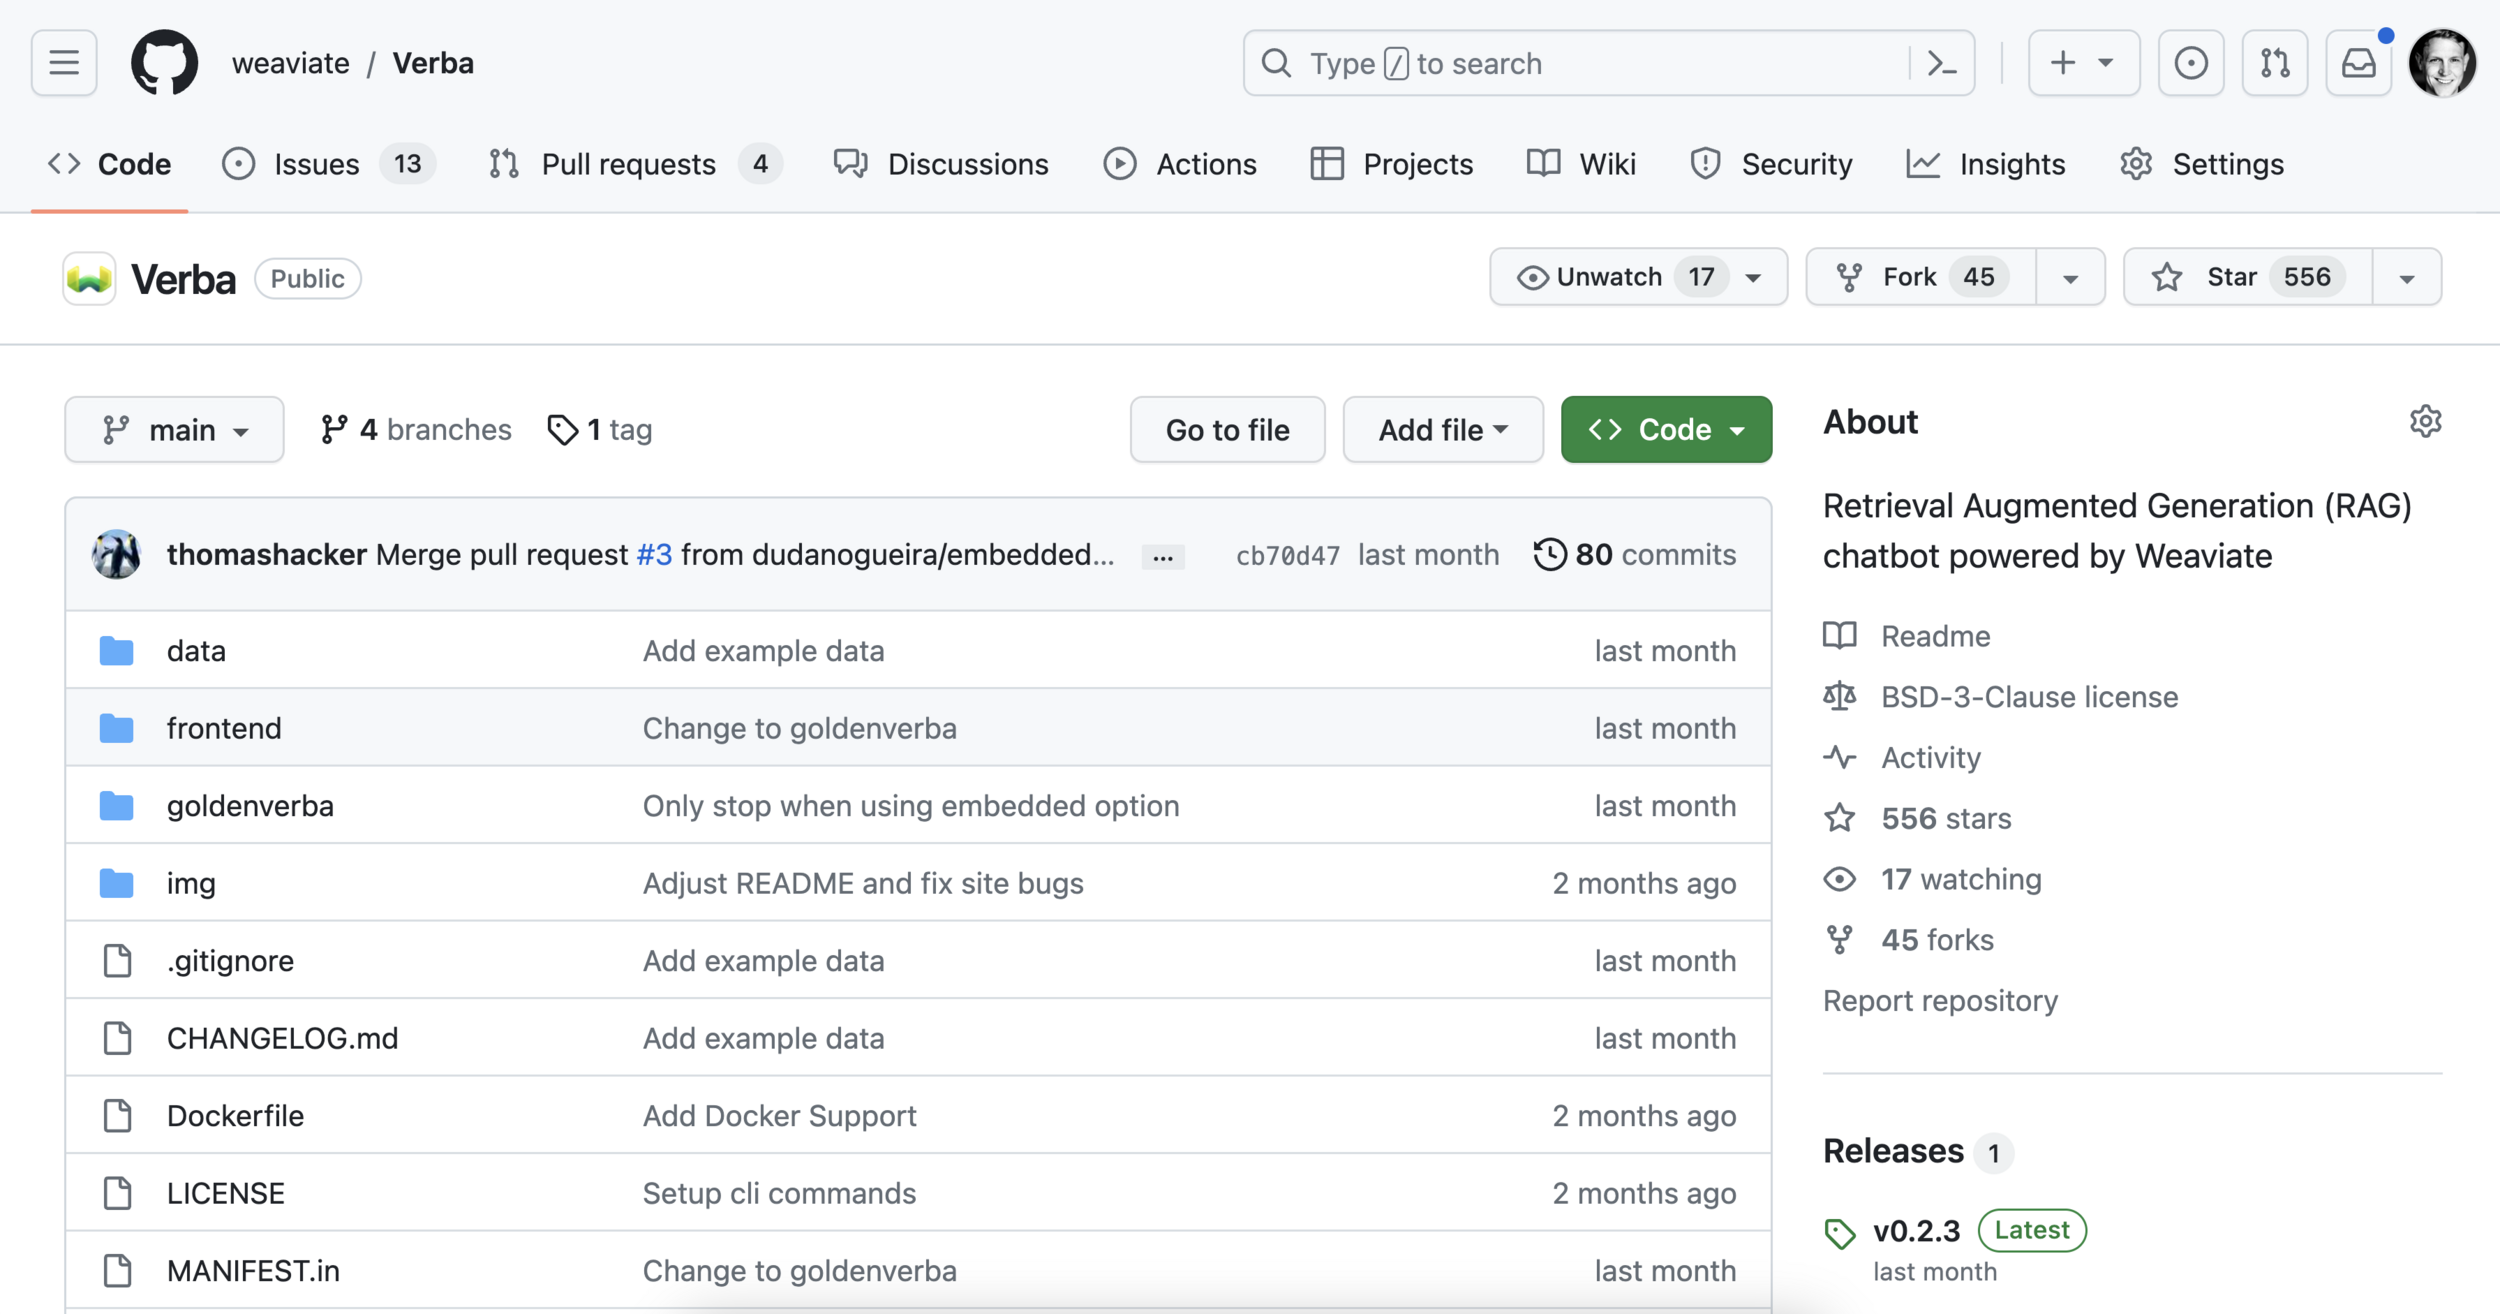 weaviate / Verba
Type / to search
Code
Issues 13
Pull requests 4
Discussions
Actions
Projects
Wiki
Security
Insights
Settings
Verba Public
Unwatch 17
Fork 45
Star 556
main
4 branches
1 tag
Go to file
Add file
Code
thomashacker Merge pull request #3 from dudanogueira/embedded... ... cb70d47 last month 80 commits
data Add example data last month
frontend Change to goldenverba last month
goldenverba Only stop when using embedded option last month
img Adjust README and fix site bugs 2 months ago
.gitignore Add example data last month
CHANGELOG.md Add example data last month
Dockerfile Add Docker Support 2 months ago
LICENSE Setup cli commands 2 months ago
MANIFEST.in Change to goldenverba last month
About
Retrieval Augmented Generation (RAG)
chatbot powered by Weaviate
Readme
BSD-3-Clause license
Activity
556 stars
17 watching
45 forks
Report repository
Releases 1
v0.2.3 Latest
last month